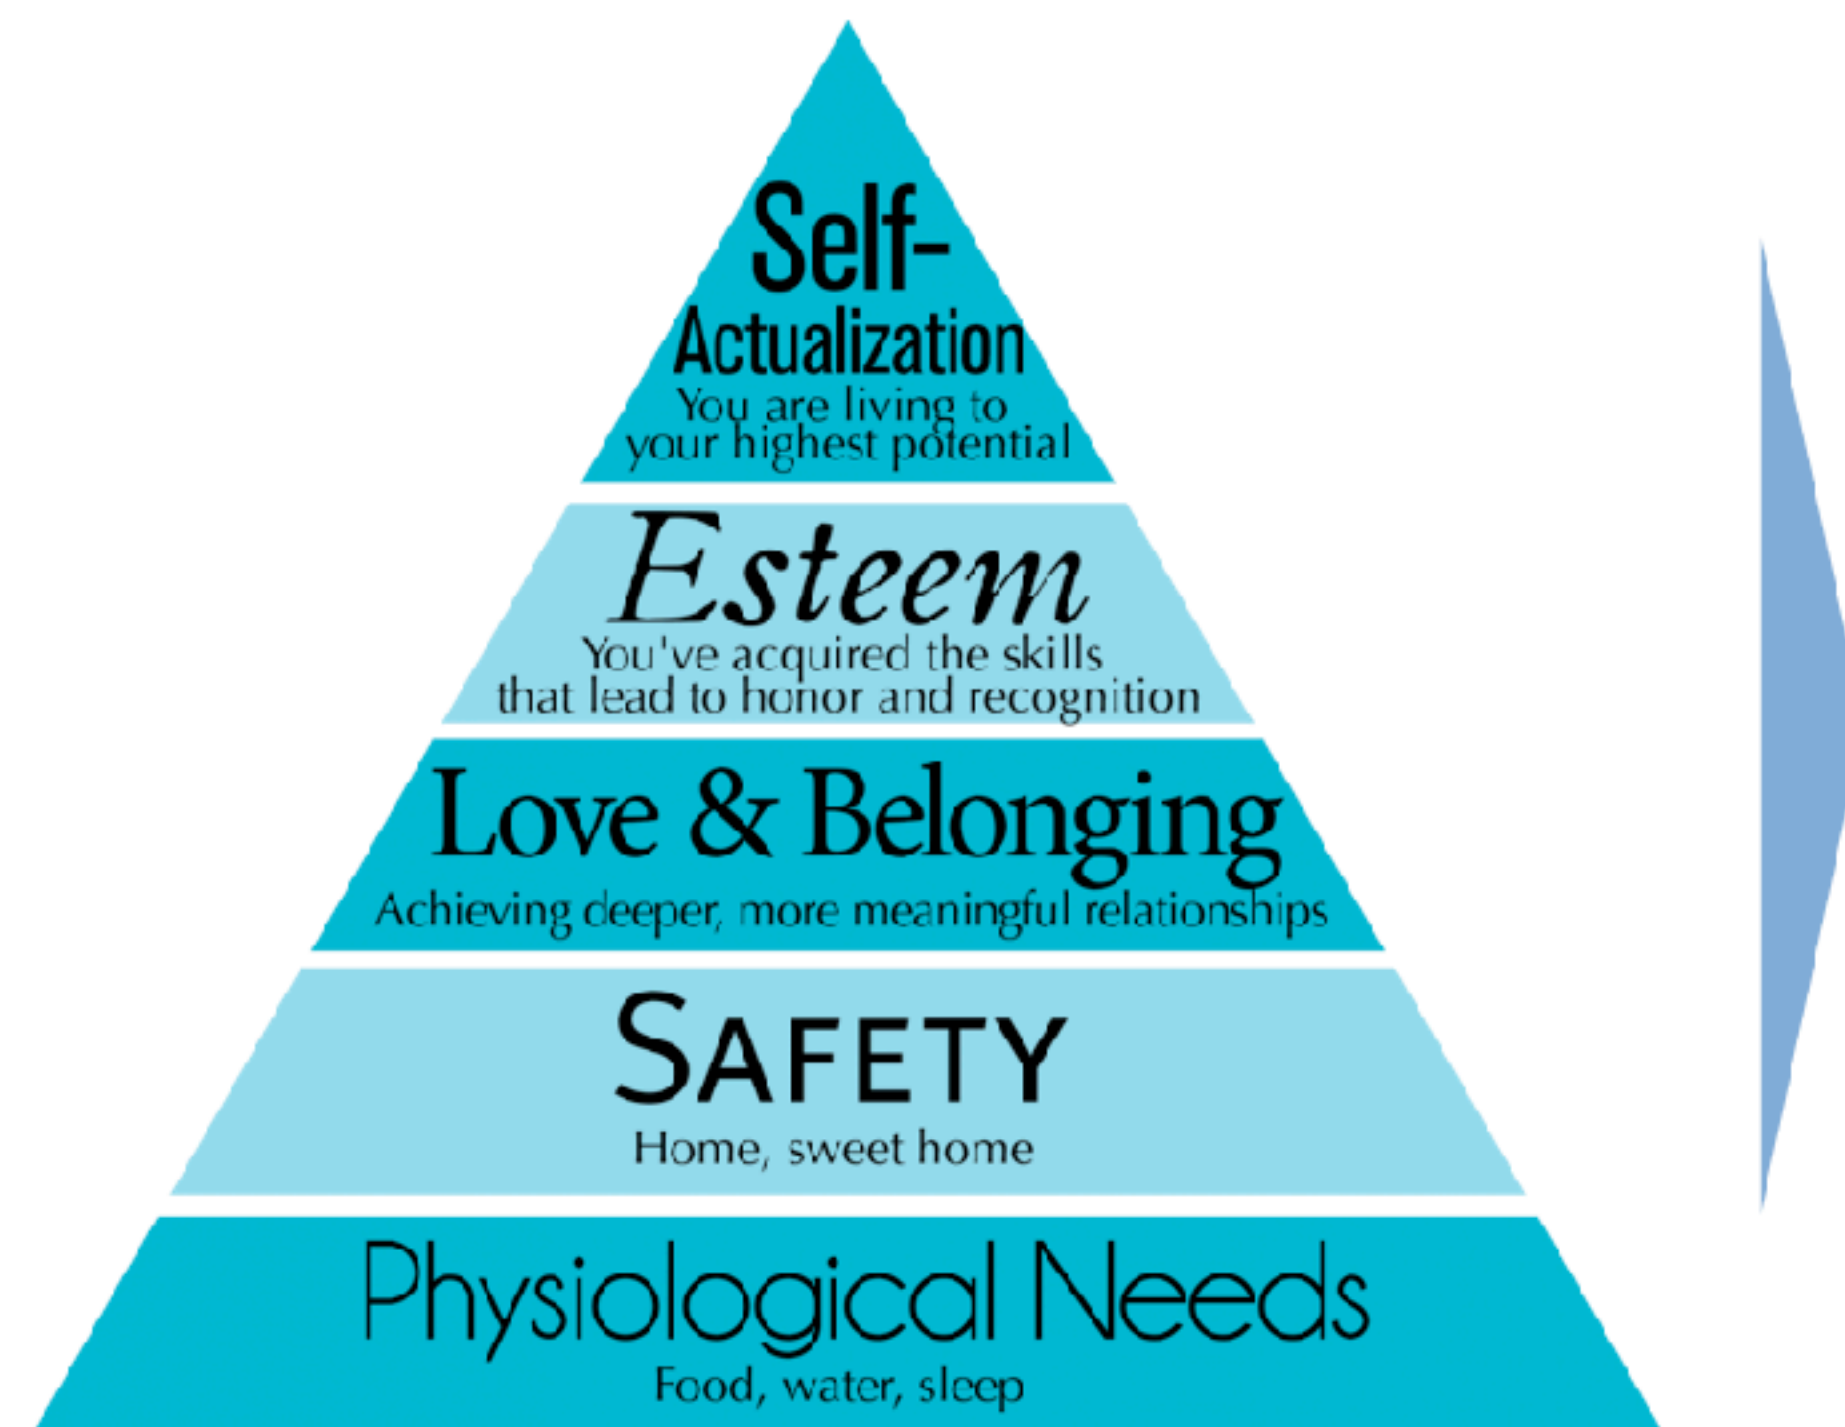 Self-
Actualization
You are living to
your highest potential
Esteem
You've acquired the skills
that lead to honor and recognition
Love & Belonging
Achieving deeper, more meaningful relationships
SAFETY
Home, sweet home
Physiological Needs
Food, water, sleep